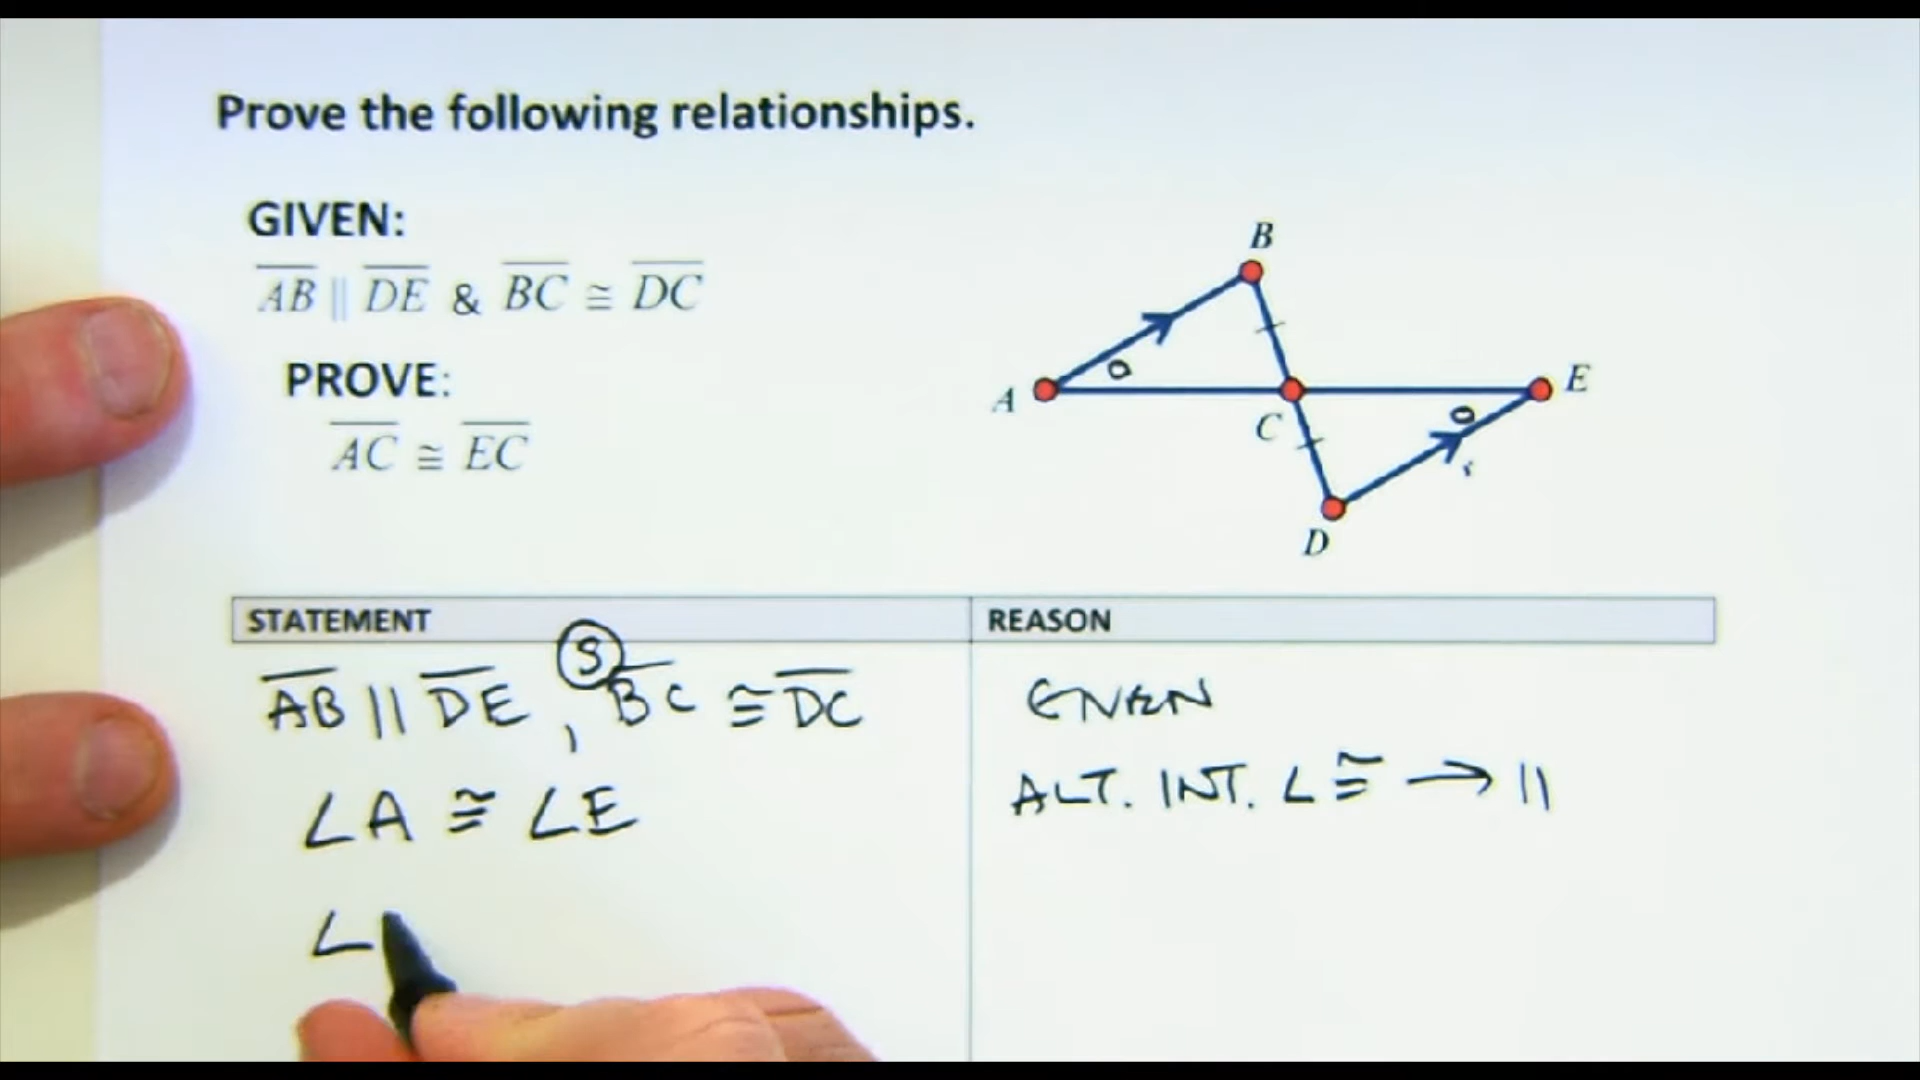 Prove the following relationships.
GIVEN:
AB || DE & BC ≅ DC
PROVE:
AC ≅ EC
B
A
E
C
D
STATEMENT REASON
S
AB || DE , BC ≅ DC
GIVEN
∠A ≅ ∠E
ALT. INT. ∠ ≅ → ||
∠